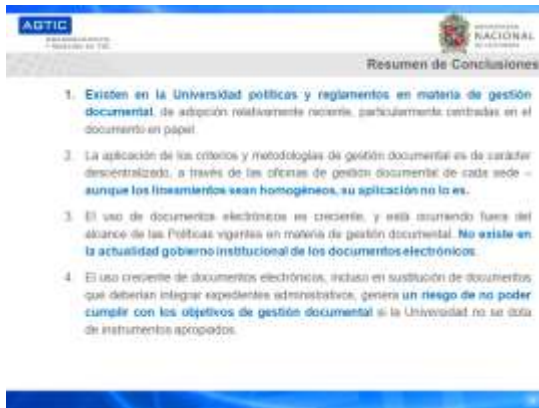 AGTIC
NACIONAL
Resumen de Conclusiones
1. Existen en la Universidad políticas y reglamentos en materia de gestión
documental, de adopción relativamente reciente, particularmente centradas en el
documento en papel.
2. La aplicación de los criterios y metodologías de gestión documental es de carácter
descentralizado, a través de las oficinas de gestión documental de cada sede –
aunque los lineamientos sean homogéneos, su aplicación no lo es.
3. El uso de documentos electrónicos es creciente, y está ocurriendo fuera del
alcance de las Políticas vigentes en materia de gestión documental. No existe en
la actualidad gobierno institucional de los documentos electrónicos.
4. El uso creciente de documentos electrónicos, incluso en sustitución de documentos
que deberían integrar expedientes administrativos, genera un riesgo de no poder
cumplir con los objetivos de gestión documental si la Universidad no se dota
de instrumentos apropiados.